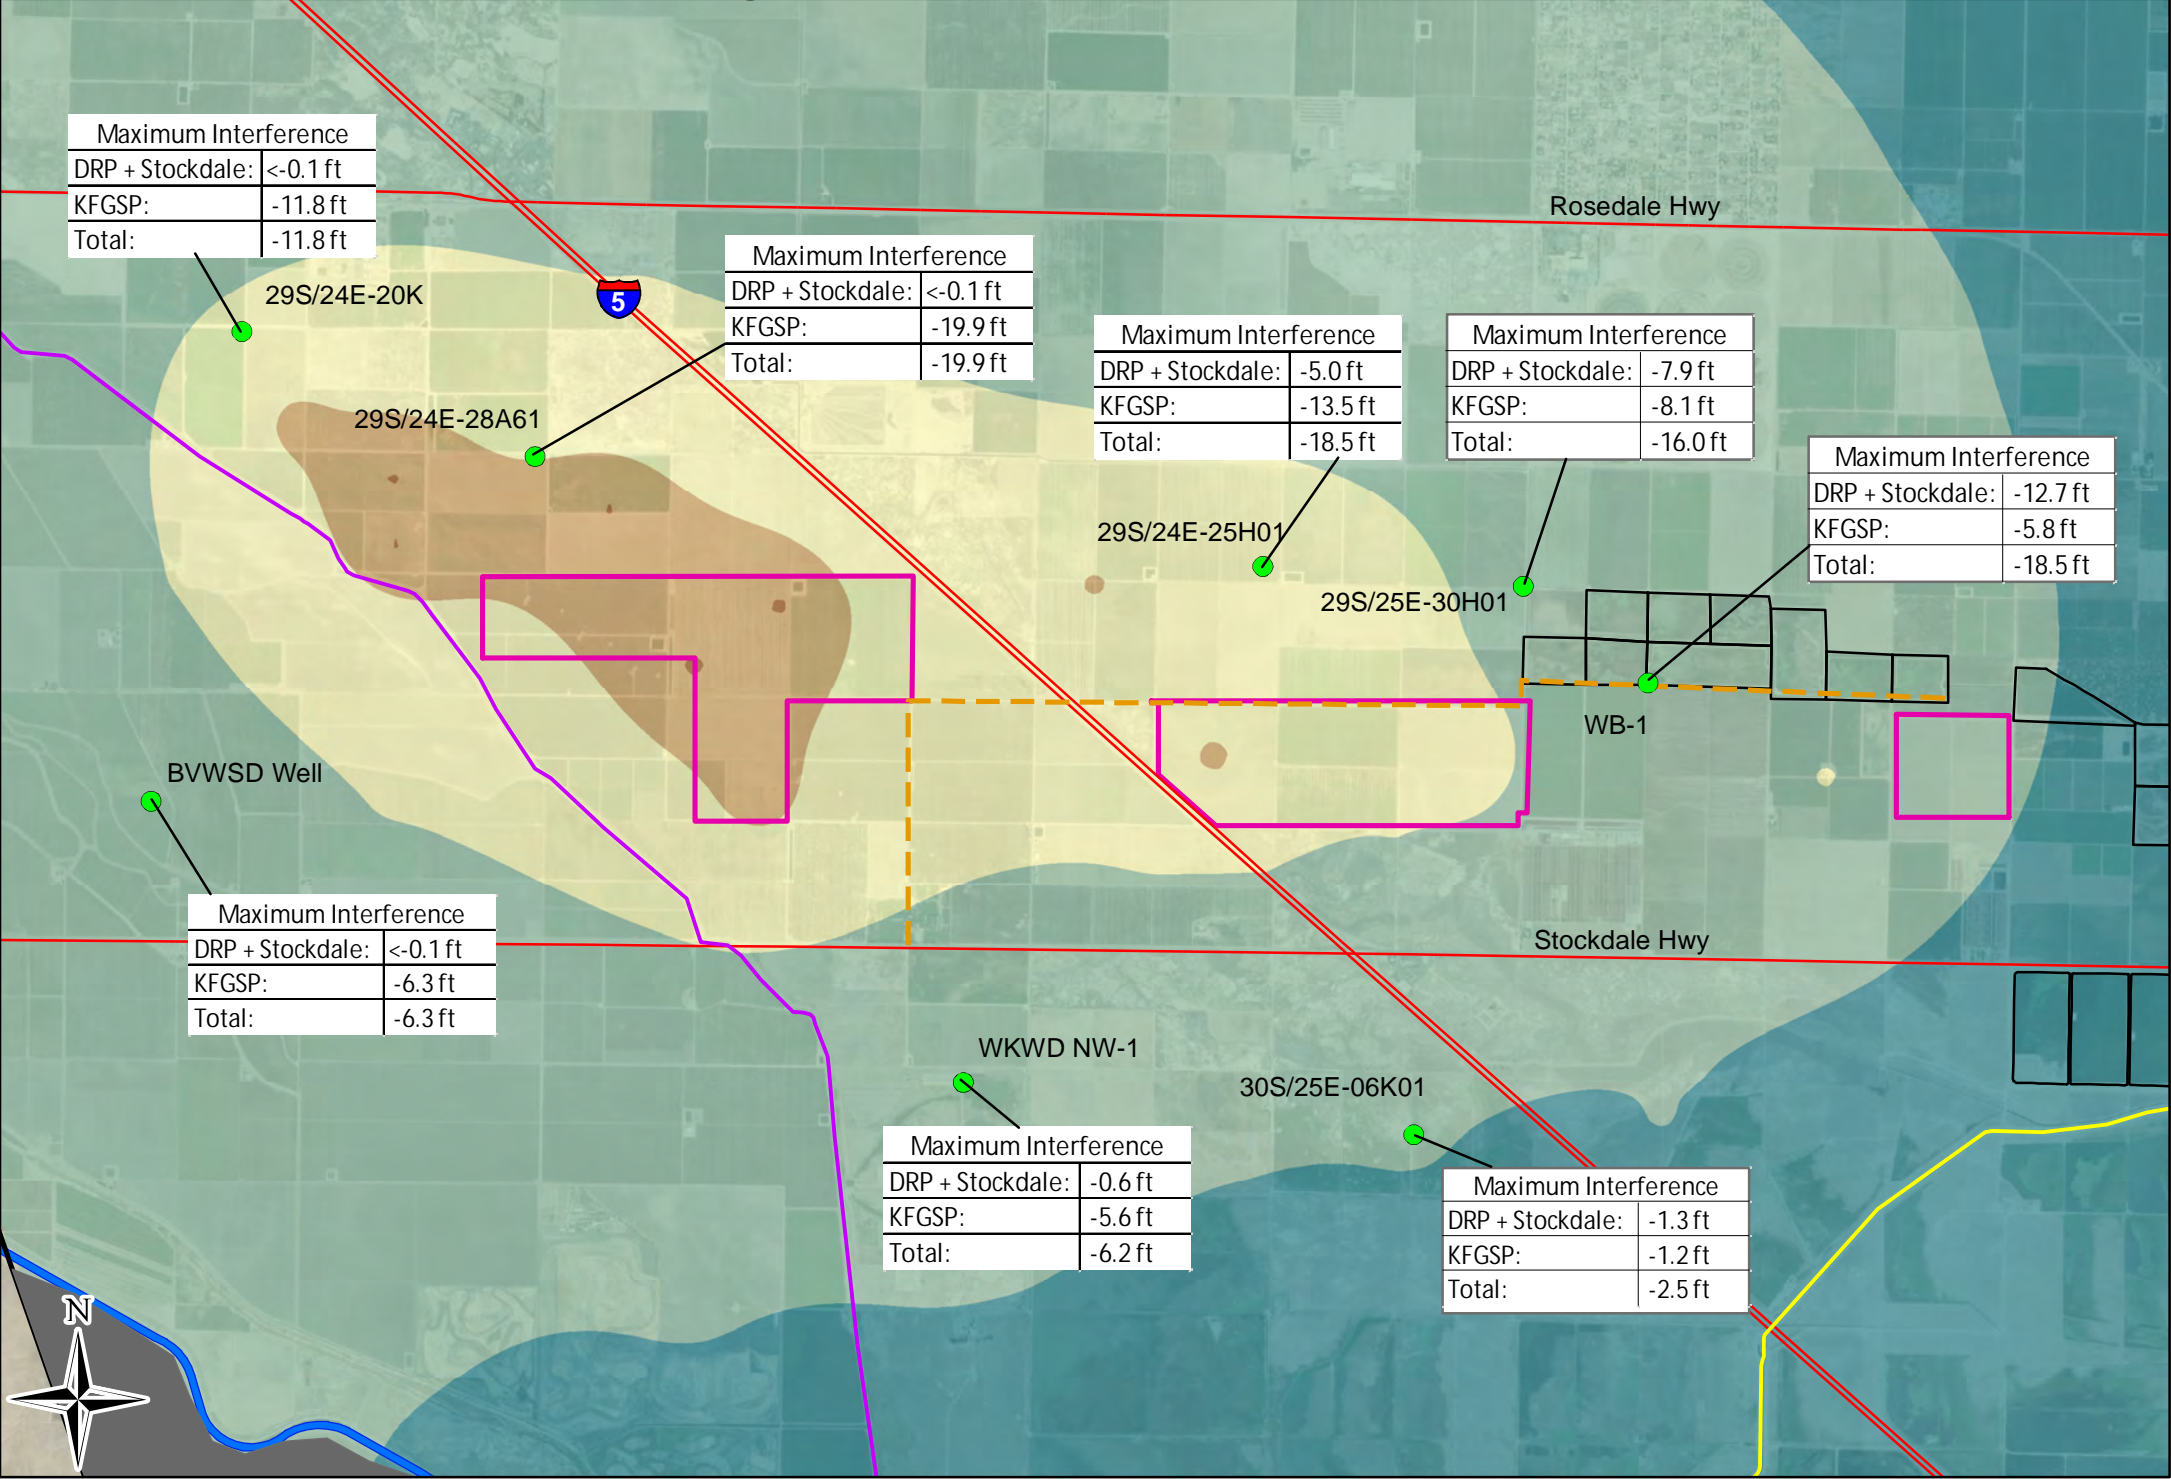 Maximum Interference
DRP + Stockdale: <-0.1 ft
KFGSP: -11.8 ft
Total: -11.8 ft
29S/24E-20K
Rosedale Hwy
5
Maximum Interference
DRP + Stockdale: <-0.1 ft
KFGSP: -19.9 ft
Total: -19.9 ft
29S/24E-28A61
Maximum Interference
DRP + Stockdale: -5.0 ft
KFGSP: -13.5 ft
Total: -18.5 ft
29S/24E-25H01
Maximum Interference
DRP + Stockdale: -7.9 ft
KFGSP: -8.1 ft
Total: -16.0 ft
29S/25E-30H01
Maximum Interference
DRP + Stockdale: -12.7 ft
KFGSP: -5.8 ft
Total: -18.5 ft
WB-1
BVWSD Well
Maximum Interference
DRP + Stockdale: <-0.1 ft
KFGSP: -6.3 ft
Total: -6.3 ft
Stockdale Hwy
WKWD NW-1
Maximum Interference
DRP + Stockdale: -0.6 ft
KFGSP: -5.6 ft
Total: -6.2 ft
30S/25E-06K01
Maximum Interference
DRP + Stockdale: -1.3 ft
KFGSP: -1.2 ft
Total: -2.5 ft
N